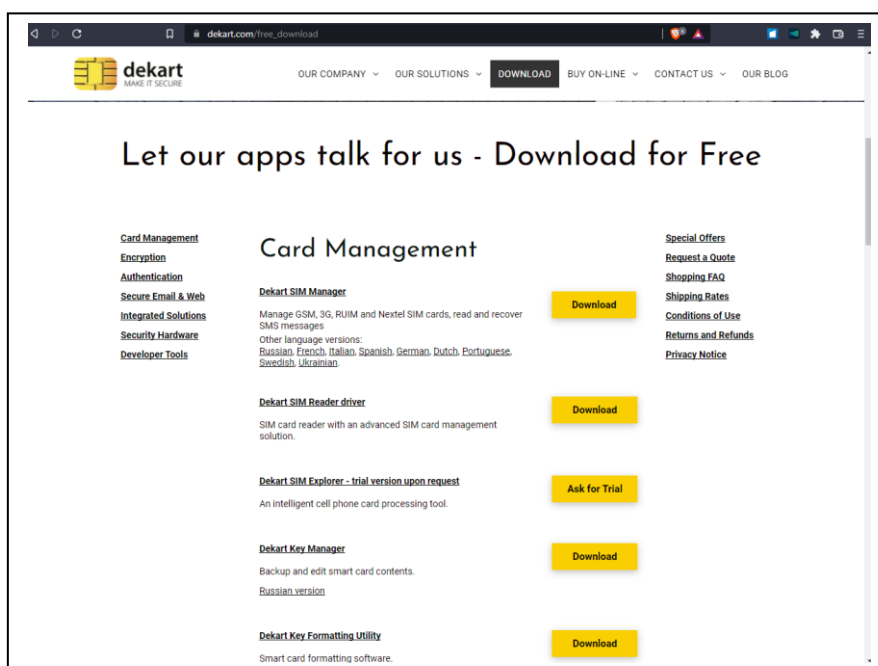 dekart.com/free_download
dekart
MAKE IT SECURE
OUR COMPANY
OUR SOLUTIONS
DOWNLOAD
BUY ON-LINE
CONTACT US
OUR BLOG
Let our apps talk for us - Download for Free
Card Management
Encryption
Authentication
Secure Email & Web
Integrated Solutions
Security Hardware
Developer Tools
Card Management
Dekart SIM Manager
Manage GSM, 3G, RUIM and Nextel SIM cards, read and recover
SMS messages
Other language versions:
Russian, French, Italian, Spanish, German, Dutch, Portuguese,
Swedish, Ukrainian.
Download
Dekart SIM Reader driver
SIM card reader with an advanced SIM card management
solution.
Download
Dekart SIM Explorer - trial version upon request
An intelligent cell phone card processing tool.
Ask for Trial
Dekart Key Manager
Backup and edit smart card contents.
Russian version
Download
Dekart Key Formatting Utility
Smart card formatting software.
Download
Special Offers
Request a Quote
Shopping FAQ
Shipping Rates
Conditions of Use
Returns and Refunds
Privacy Notice